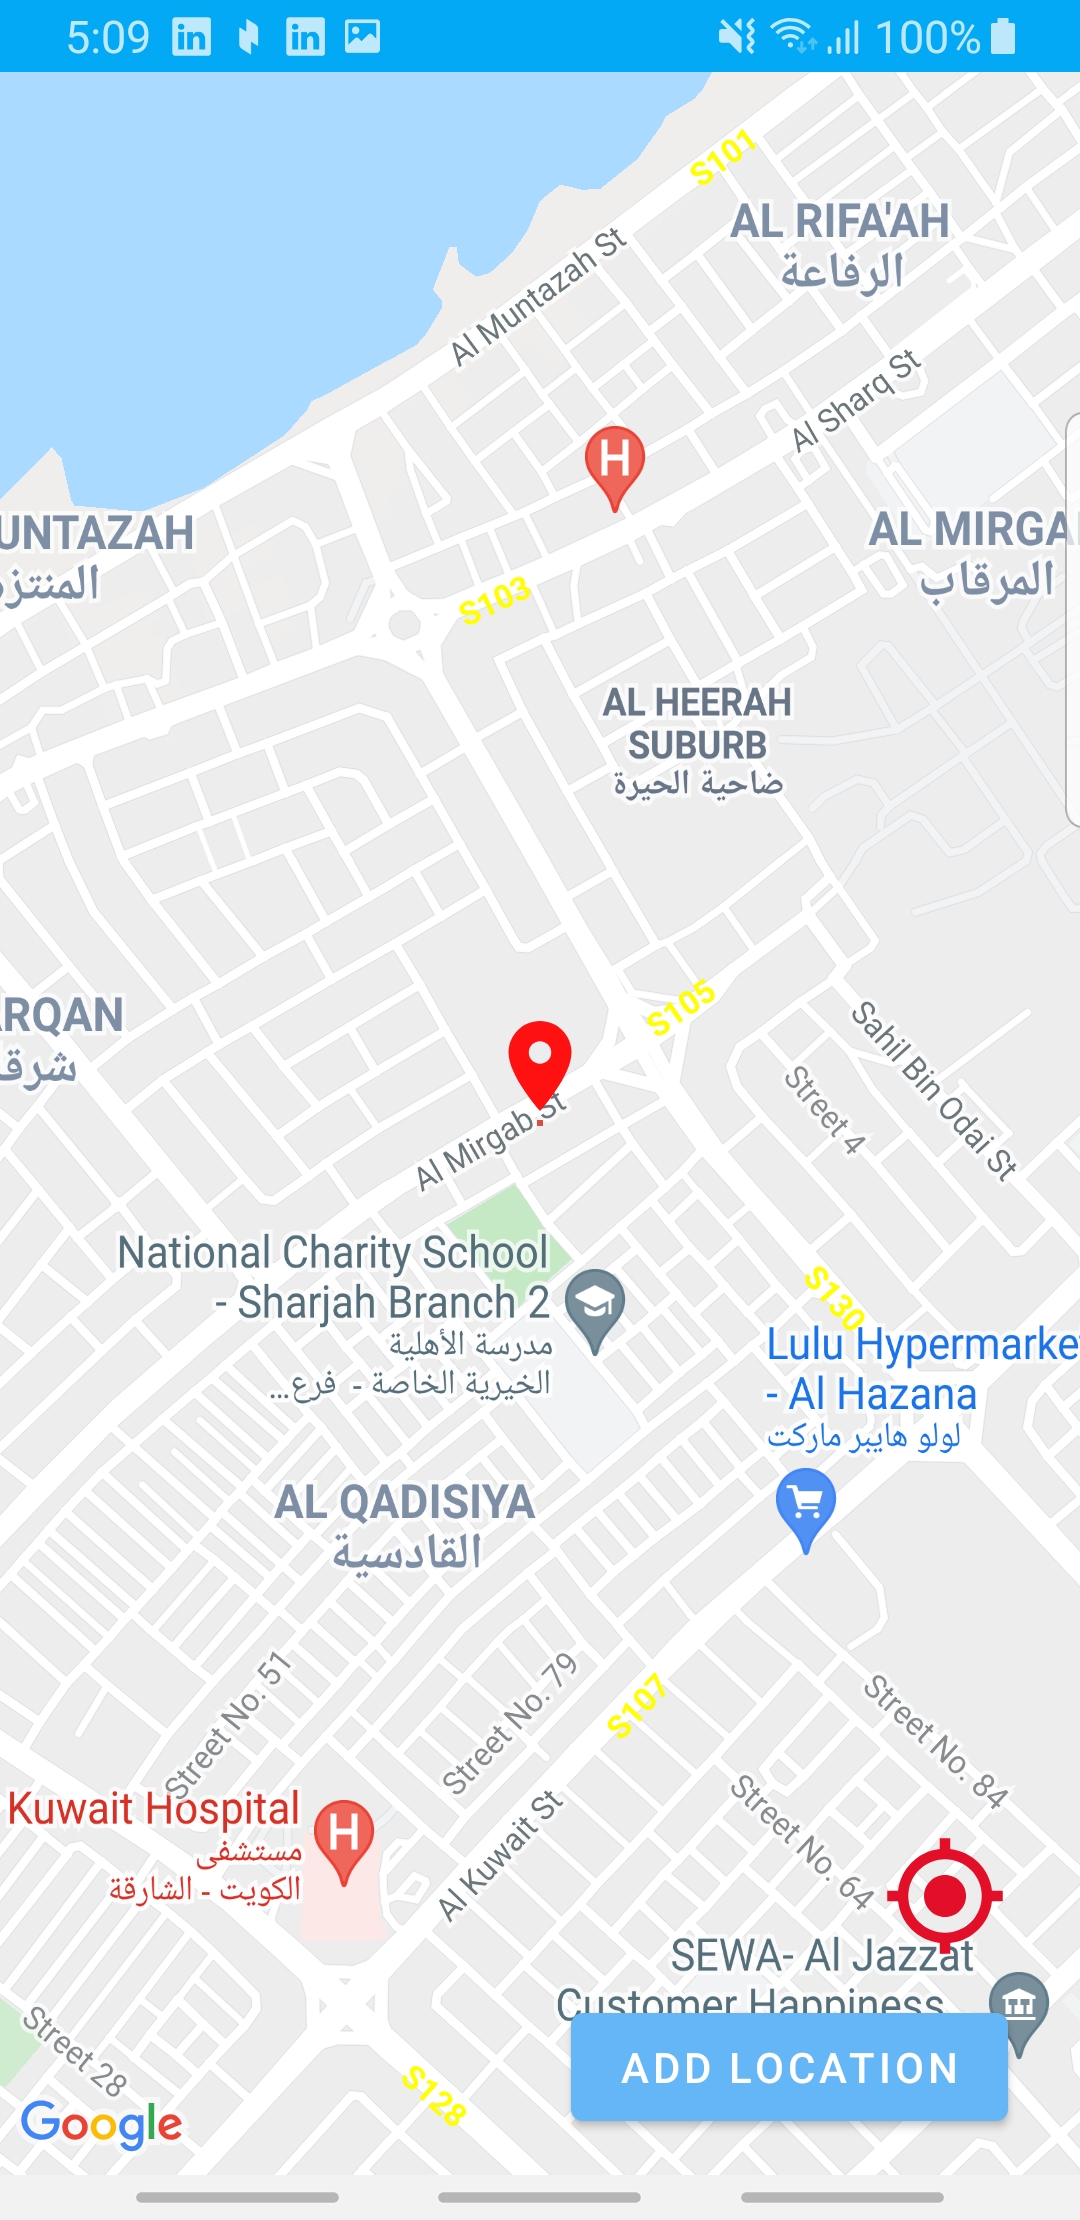 5:09
100%
S101
AL RIFA'AH
الرفاعة
Al Muntazah St
Al Sharq St
H
UNTAZAH
المنتزه
AL MIRGA
المرقاب
S103
AL HEERAH
SUBURB
ضاحية الحيرة
S105
RQAN
شرق
Sahil Bin Odai St
Street 4
Al Mirgab St
National Charity School
- Sharjah Branch 2
مدرسة الأهلية
الخيرية الخاصة - فرع...
S130
Lulu Hypermarke
- Al Hazana
لولو هايبر ماركت
AL QADISIYA
القادسية
Street No. 51
Street No. 79
S107
Street No. 84
Street No. 64
Kuwait Hospital
مستشفى
الكويت - الشارقة
H
Al Kuwait St
SEWA- Al Jazzat
Customer Happiness
Street 28
S128
ADD LOCATION
Google